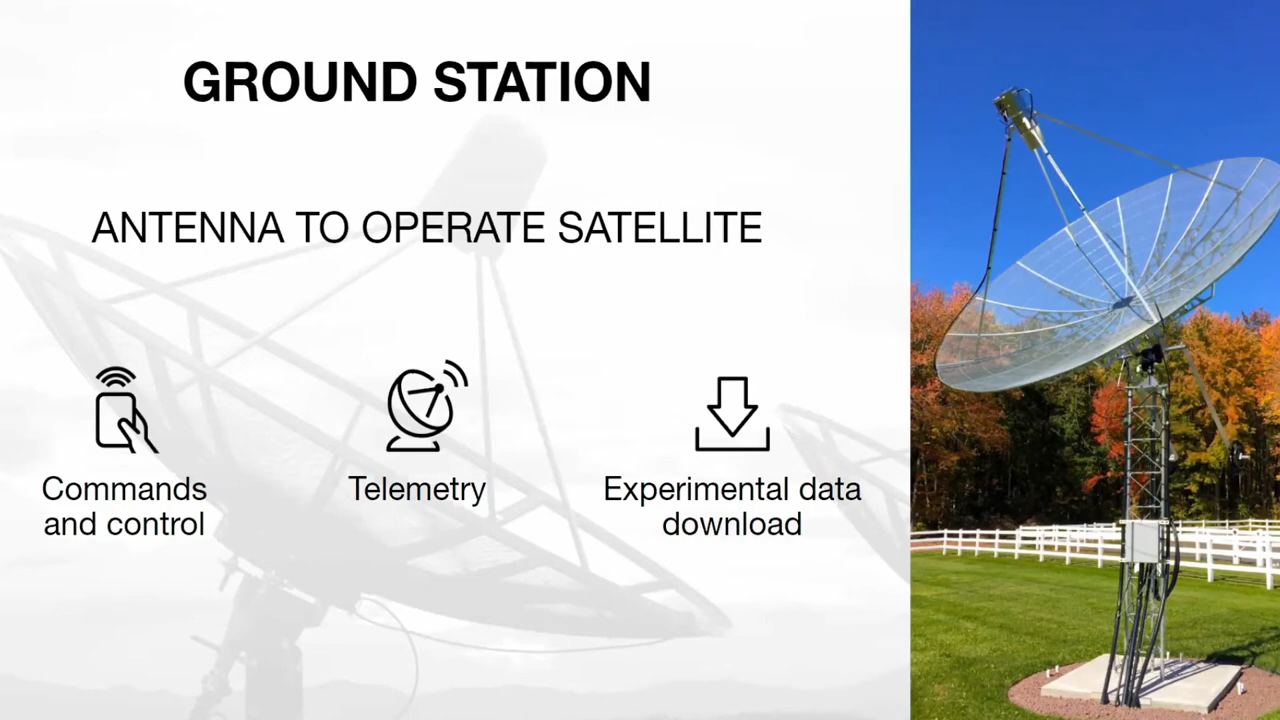 GROUND STATION
ANTENNA TO OPERATE SATELLITE
Commands
and control
Telemetry
Experimental data
download